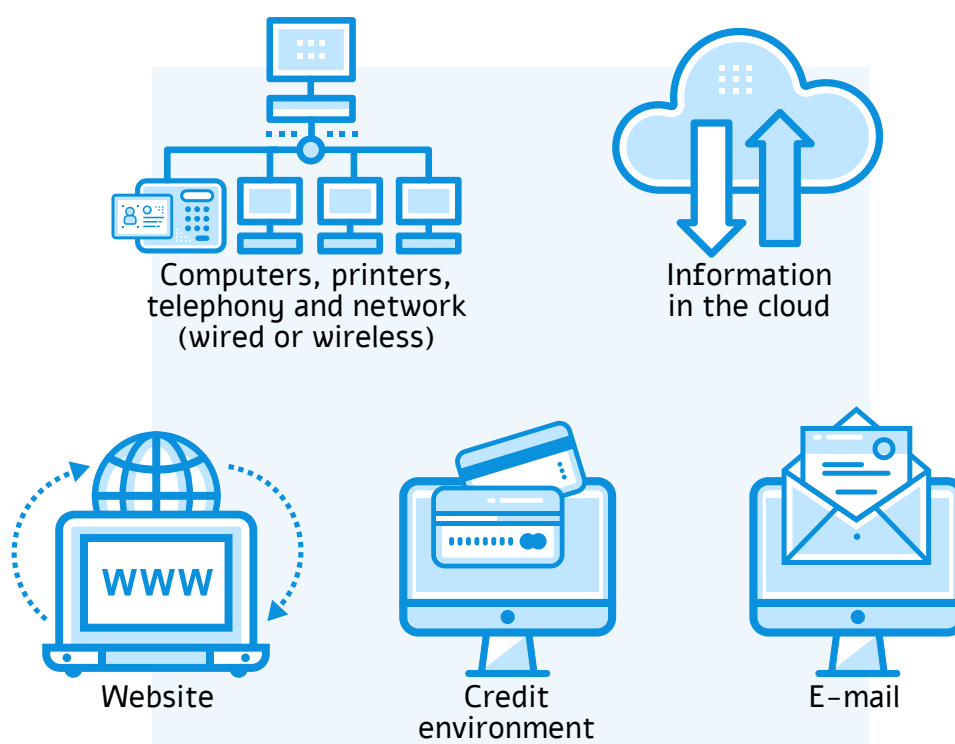 Computers, printers,
telephony and network
(wired or wireless)
Information
in the cloud
WWW
Website
Credit
environment
E-mail